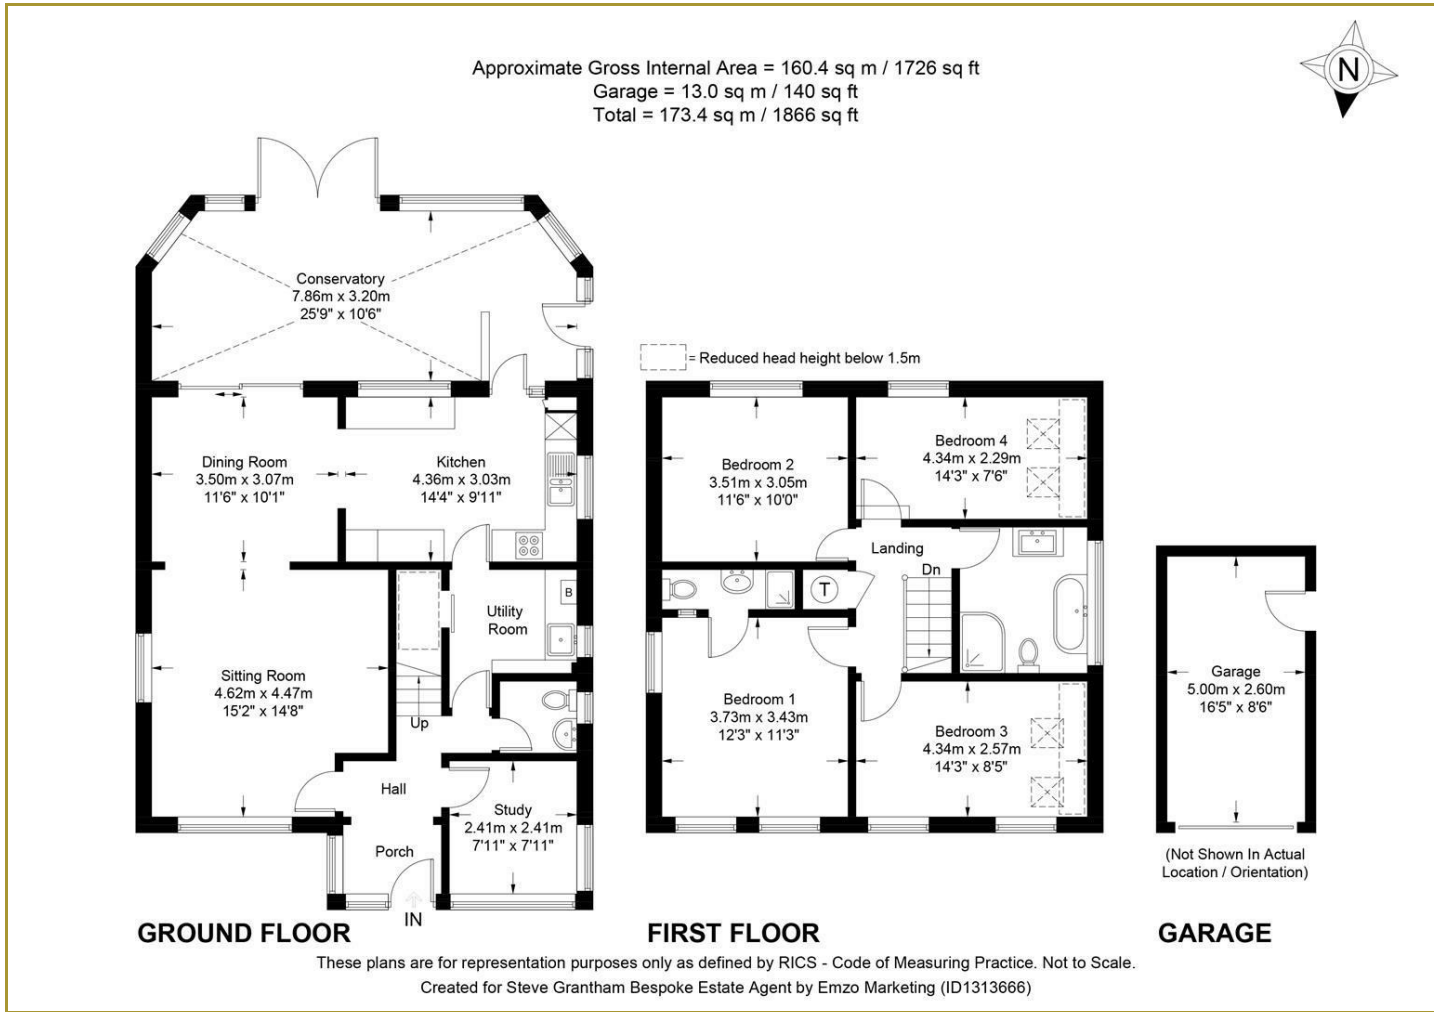 Approximate Gross Internal Area = 160.4 sq m / 1726 sq ft
Garage = 13.0 sq m / 140 sq ft
Total = 173.4 sq m / 1866 sq ft
N
Conservatory
7.86m x 3.20m
25'9" x 10'6"
= Reduced head height below 1.5m
Dining Room
3.50m x 3.07m
11'6" x 10'1"
Kitchen
4.36m x 3.03m
14'4" x 9'11"
Utility
Room
B
Sitting Room
4.62m x 4.47m
15'2" x 14'8"
Up
Hall
Study
2.41m x 2.41m
7'11" x 7'11"
Porch
IN
Bedroom 2
3.51m x 3.05m
11'6" x 10'0"
Bedroom 4
4.34m x 2.29m
14'3" x 7'6"
Landing
Dn
T
Bedroom 1
3.73m x 3.43m
12'3" x 11'3"
Bedroom 3
4.34m x 2.57m
14'3" x 8'5"
Garage
5.00m x 2.60m
16'5" x 8'6"
(Not Shown In Actual
Location / Orientation)
GROUND FLOOR
FIRST FLOOR
GARAGE
These plans are for representation purposes only as defined by RICS - Code of Measuring Practice. Not to Scale.
Created for Steve Grantham Bespoke Estate Agent by Emzo Marketing (ID1313666)